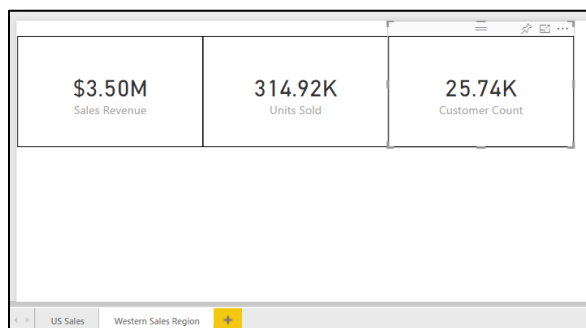 $3.50M 314.92K 25.74K
Sales Revenue Units Sold Customer Count
US Sales Western Sales Region +